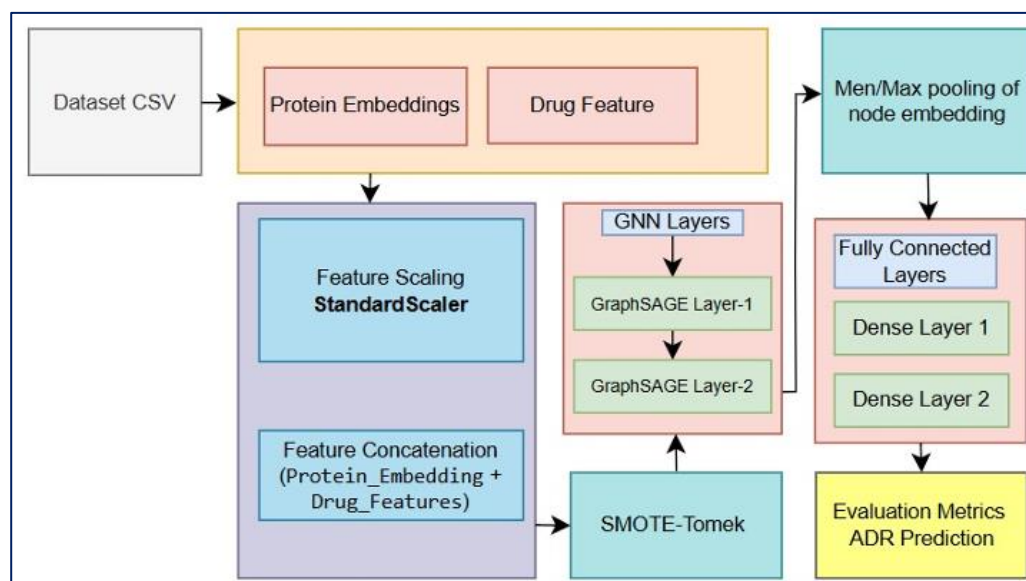 Dataset CSV
Protein Embeddings
Drug Feature
Men/Max pooling of
node embedding
Feature Scaling
StandardScaler
Feature Concatenation
(Protein_Embedding +
Drug_Features)
SMOTE-Tomek
GNN Layers
GraphSAGE Layer-1
GraphSAGE Layer-2
Fully Connected
Layers
Dense Layer 1
Dense Layer 2
Evaluation Metrics
ADR Prediction